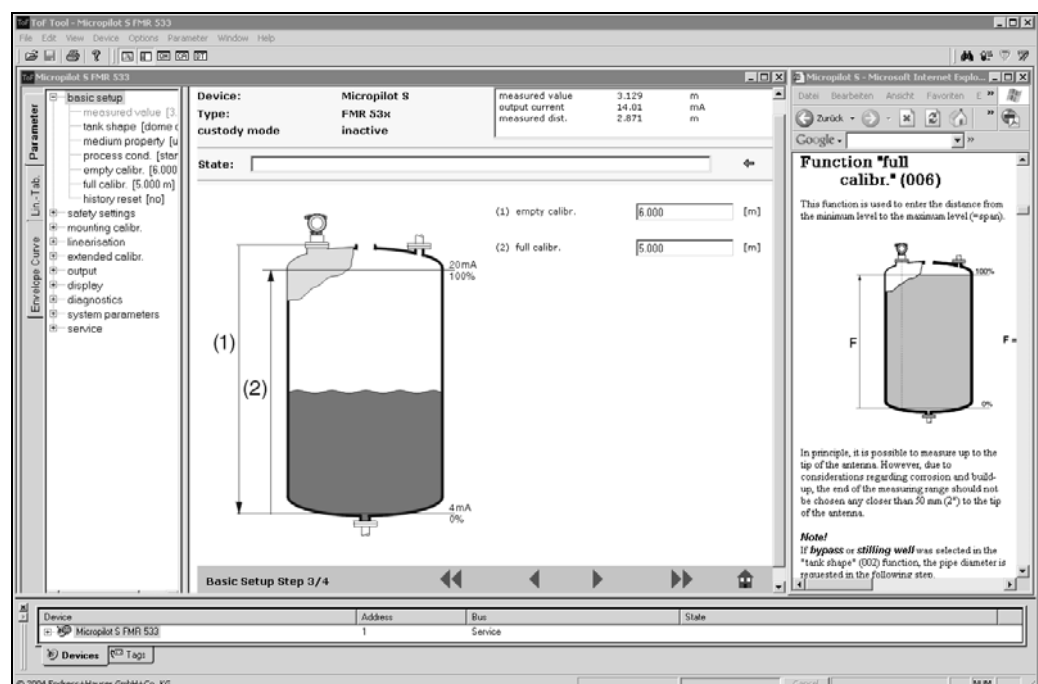 ToF Tool - Micropilot S FMR 533
File Edit View Device Options Parameter Window Help
Micropilot S FMR 533
Parameter
Lin.-Tab.
Envelope Curve
basic setup
measured value [3.
tank shape [dome c
medium property [u
process cond. [star
empty calibr. [6.000
full calibr. [5.000 m]
history reset [no]
safety settings
mounting calibr.
linearisation
extended calibr.
output
display
diagnostics
system parameters
service
Device: Micropilot S
Type: FMR 53x
custody mode inactive
measured value 3.129 m
output current 14.01 mA
measured dist. 2.871 m
State:
(1) empty calibr. 6.000 [m]
(2) full calibr. 5.000 [m]
20mA
100%
(1)
(2)
4mA
0%
Basic Setup Step 3/4
Micropilot S - Microsoft Internet Explo...
Datei Bearbeiten Ansicht Favoriten E »
Zurück
Google
Function "full
calibr." (006)
This function is used to enter the distance from
the minimum level to the maximum level (=span).
100%
F
F =
0%
In principle, it is possible to measure up to the
tip of the antenna. However, due to
considerations regarding corrosion and build-
up, the end of the measuring range should not
be chosen any closer than 50 mm (2") to the tip
of the antenna.
Note!
If bypass or stilling well was selected in the
"tank shape" (002) function, the pipe diameter is
requested in the following step.
Device Address Bus State
Micropilot S FMR 533 1 Service
Devices Tags
© 2004 Endress+Hauser GmbH+Co. KG Cancel NUM